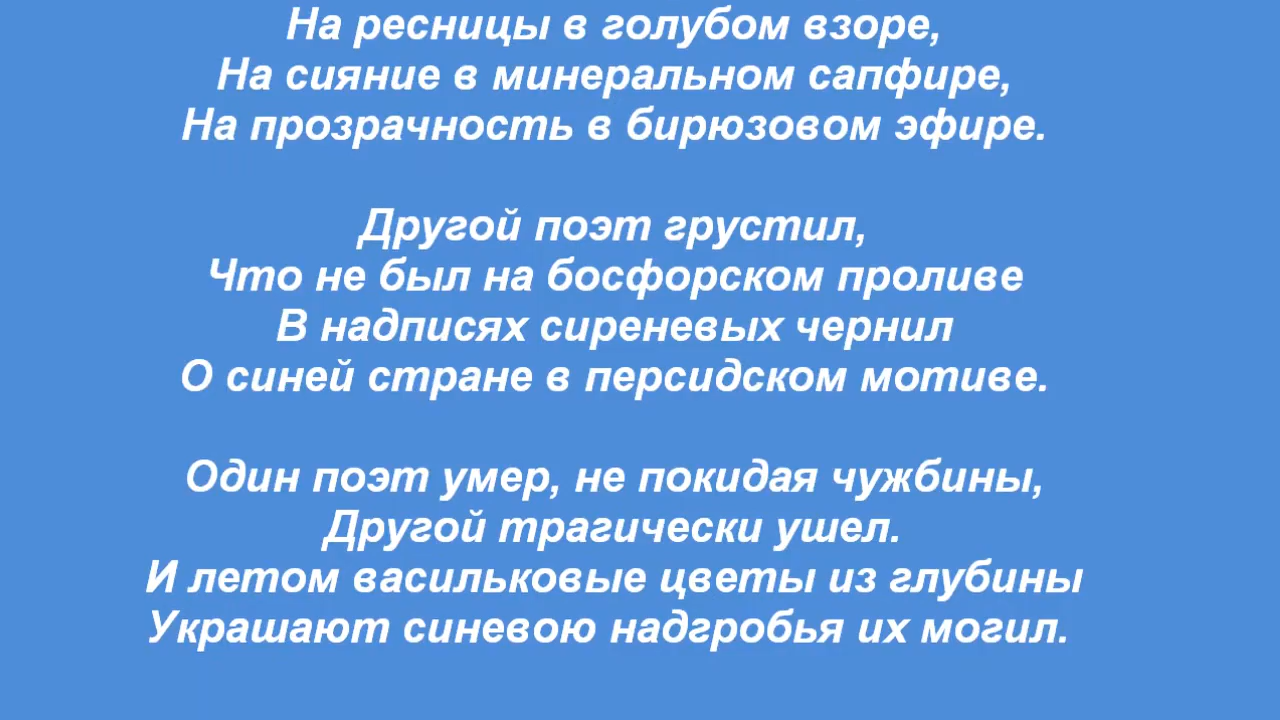 На ресницы в голубом взоре,
На сияние в минеральном сапфире,
На прозрачность в бирюзовом эфире.
Другой поэт грустил,
Что не был на босфорском проливе
В надписях сиреневых чернил
О синей стране в персидском мотиве.
Один поэт умер, не покидая чужбины,
Другой трагически ушел.
И летом васильковые цветы из глубины
Украшают синевою надгробья их могил.